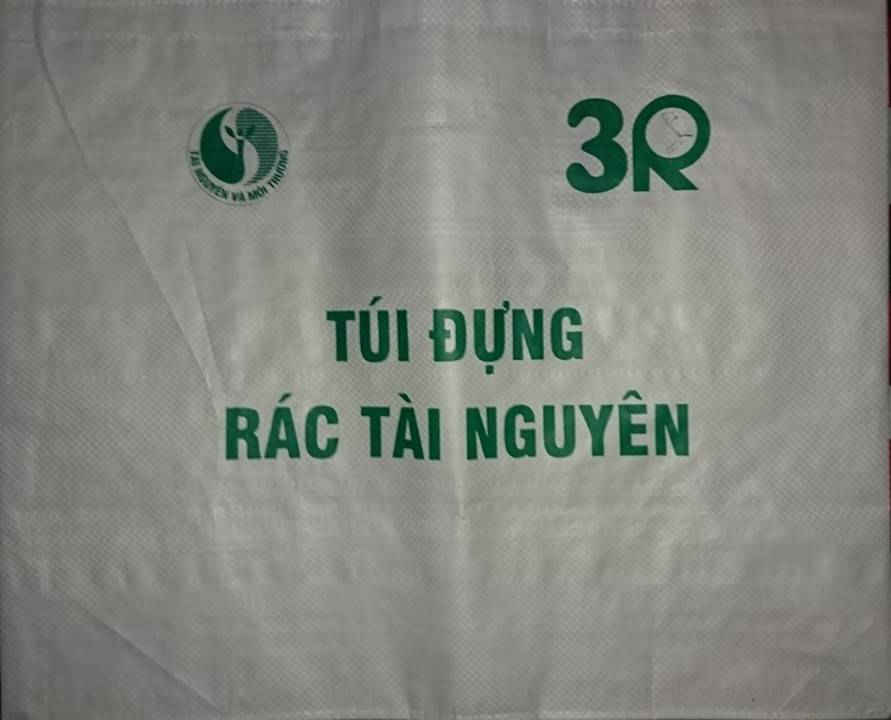 TÀI NGUYÊN VÀ MÔI TRƯỜNG
3R
TÚI ĐỰNG
RÁC TÀI NGUYÊN